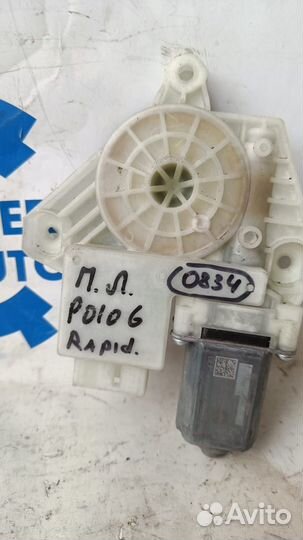 П. Л.
0834
POLO 6
RAPID.
Avito